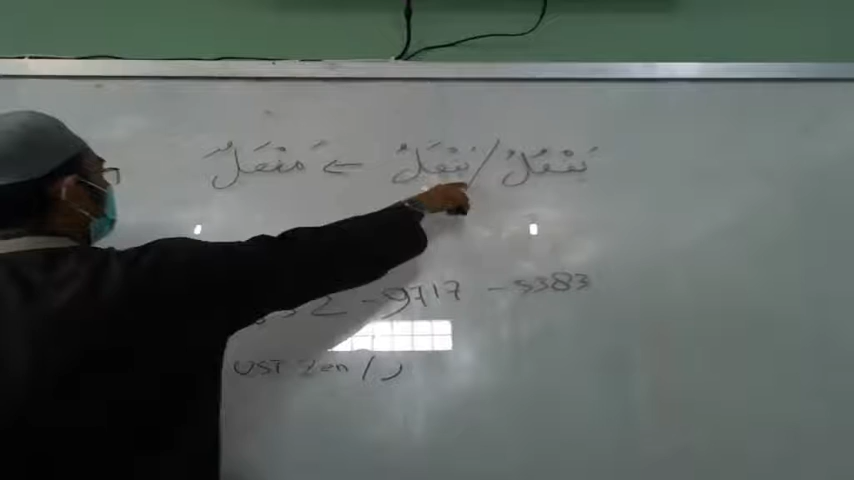 يَفْعُلُ / يَفْعَلُ ← مَفْعَلٌ
-9717 -5383
UST Zen / ر